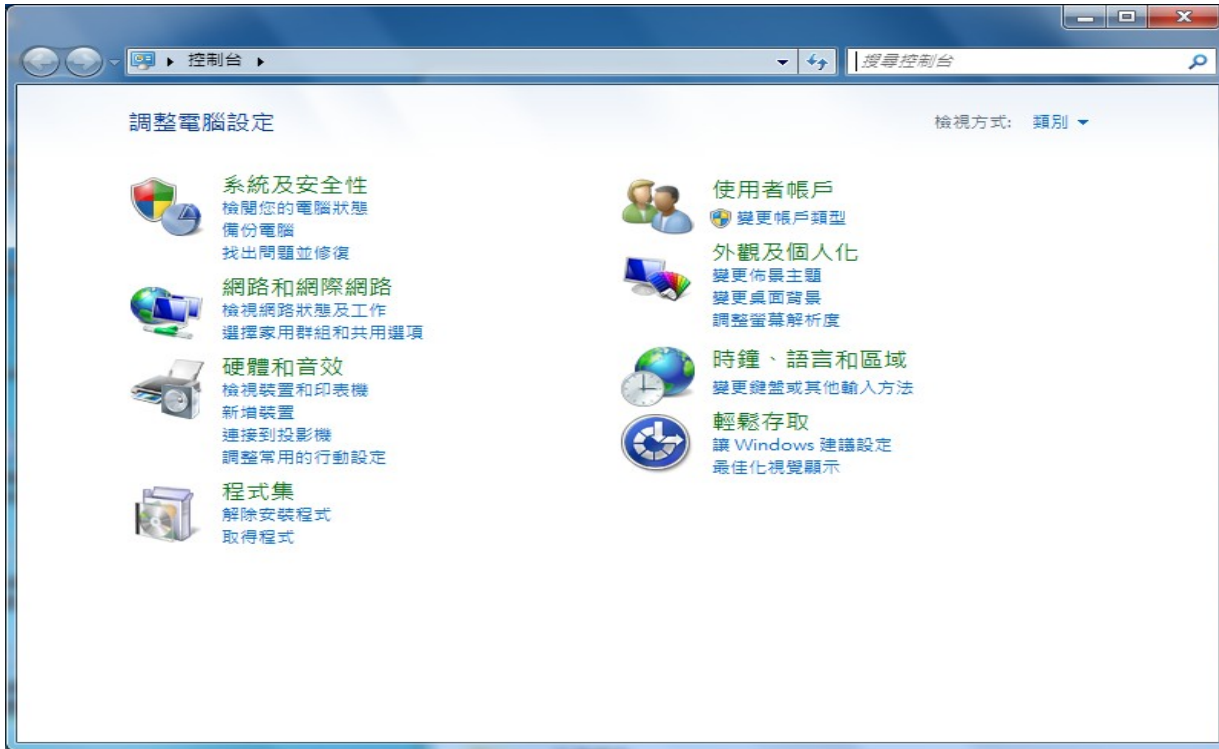 控制台
搜尋控制台
調整電腦設定
檢視方式: 類別
系統及安全性
檢閱您的電腦狀態
備份電腦
找出問題並修復
網路和網際網路
檢視網路狀態及工作
選擇家用群組和共用選項
硬體和音效
檢視裝置和印表機
新增裝置
連接到投影機
調整常用的行動設定
程式集
解除安裝程式
取得程式
使用者帳戶
變更帳戶類型
外觀及個人化
變更佈景主題
變更桌面背景
調整螢幕解析度
時鐘、語言和區域
變更鍵盤或其他輸入方法
輕鬆存取
讓 Windows 建議設定
最佳化視覺顯示